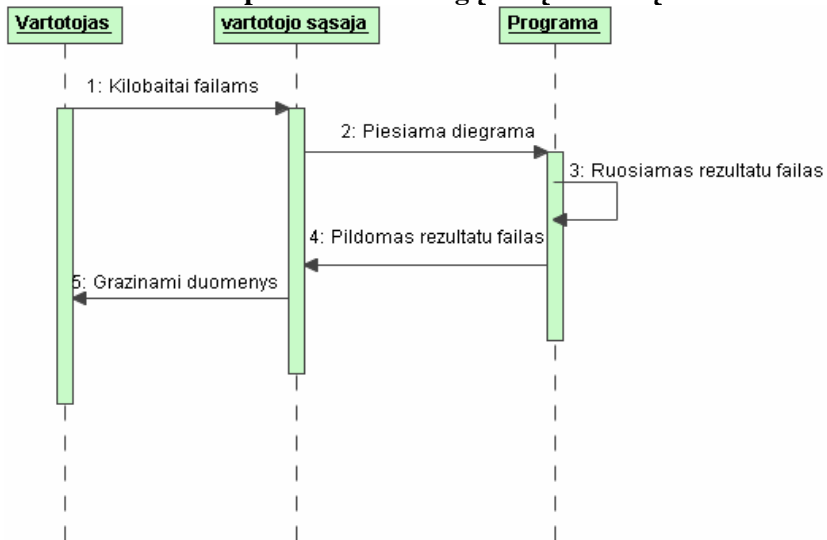 Vartotojas
vartotojo sąsaja
Programa
1: Kilobaitai failams
2: Piesiama diegrama
3: Ruosiamas rezultatu failas
4: Pildomas rezultatu failas
5: Grazinami duomenys